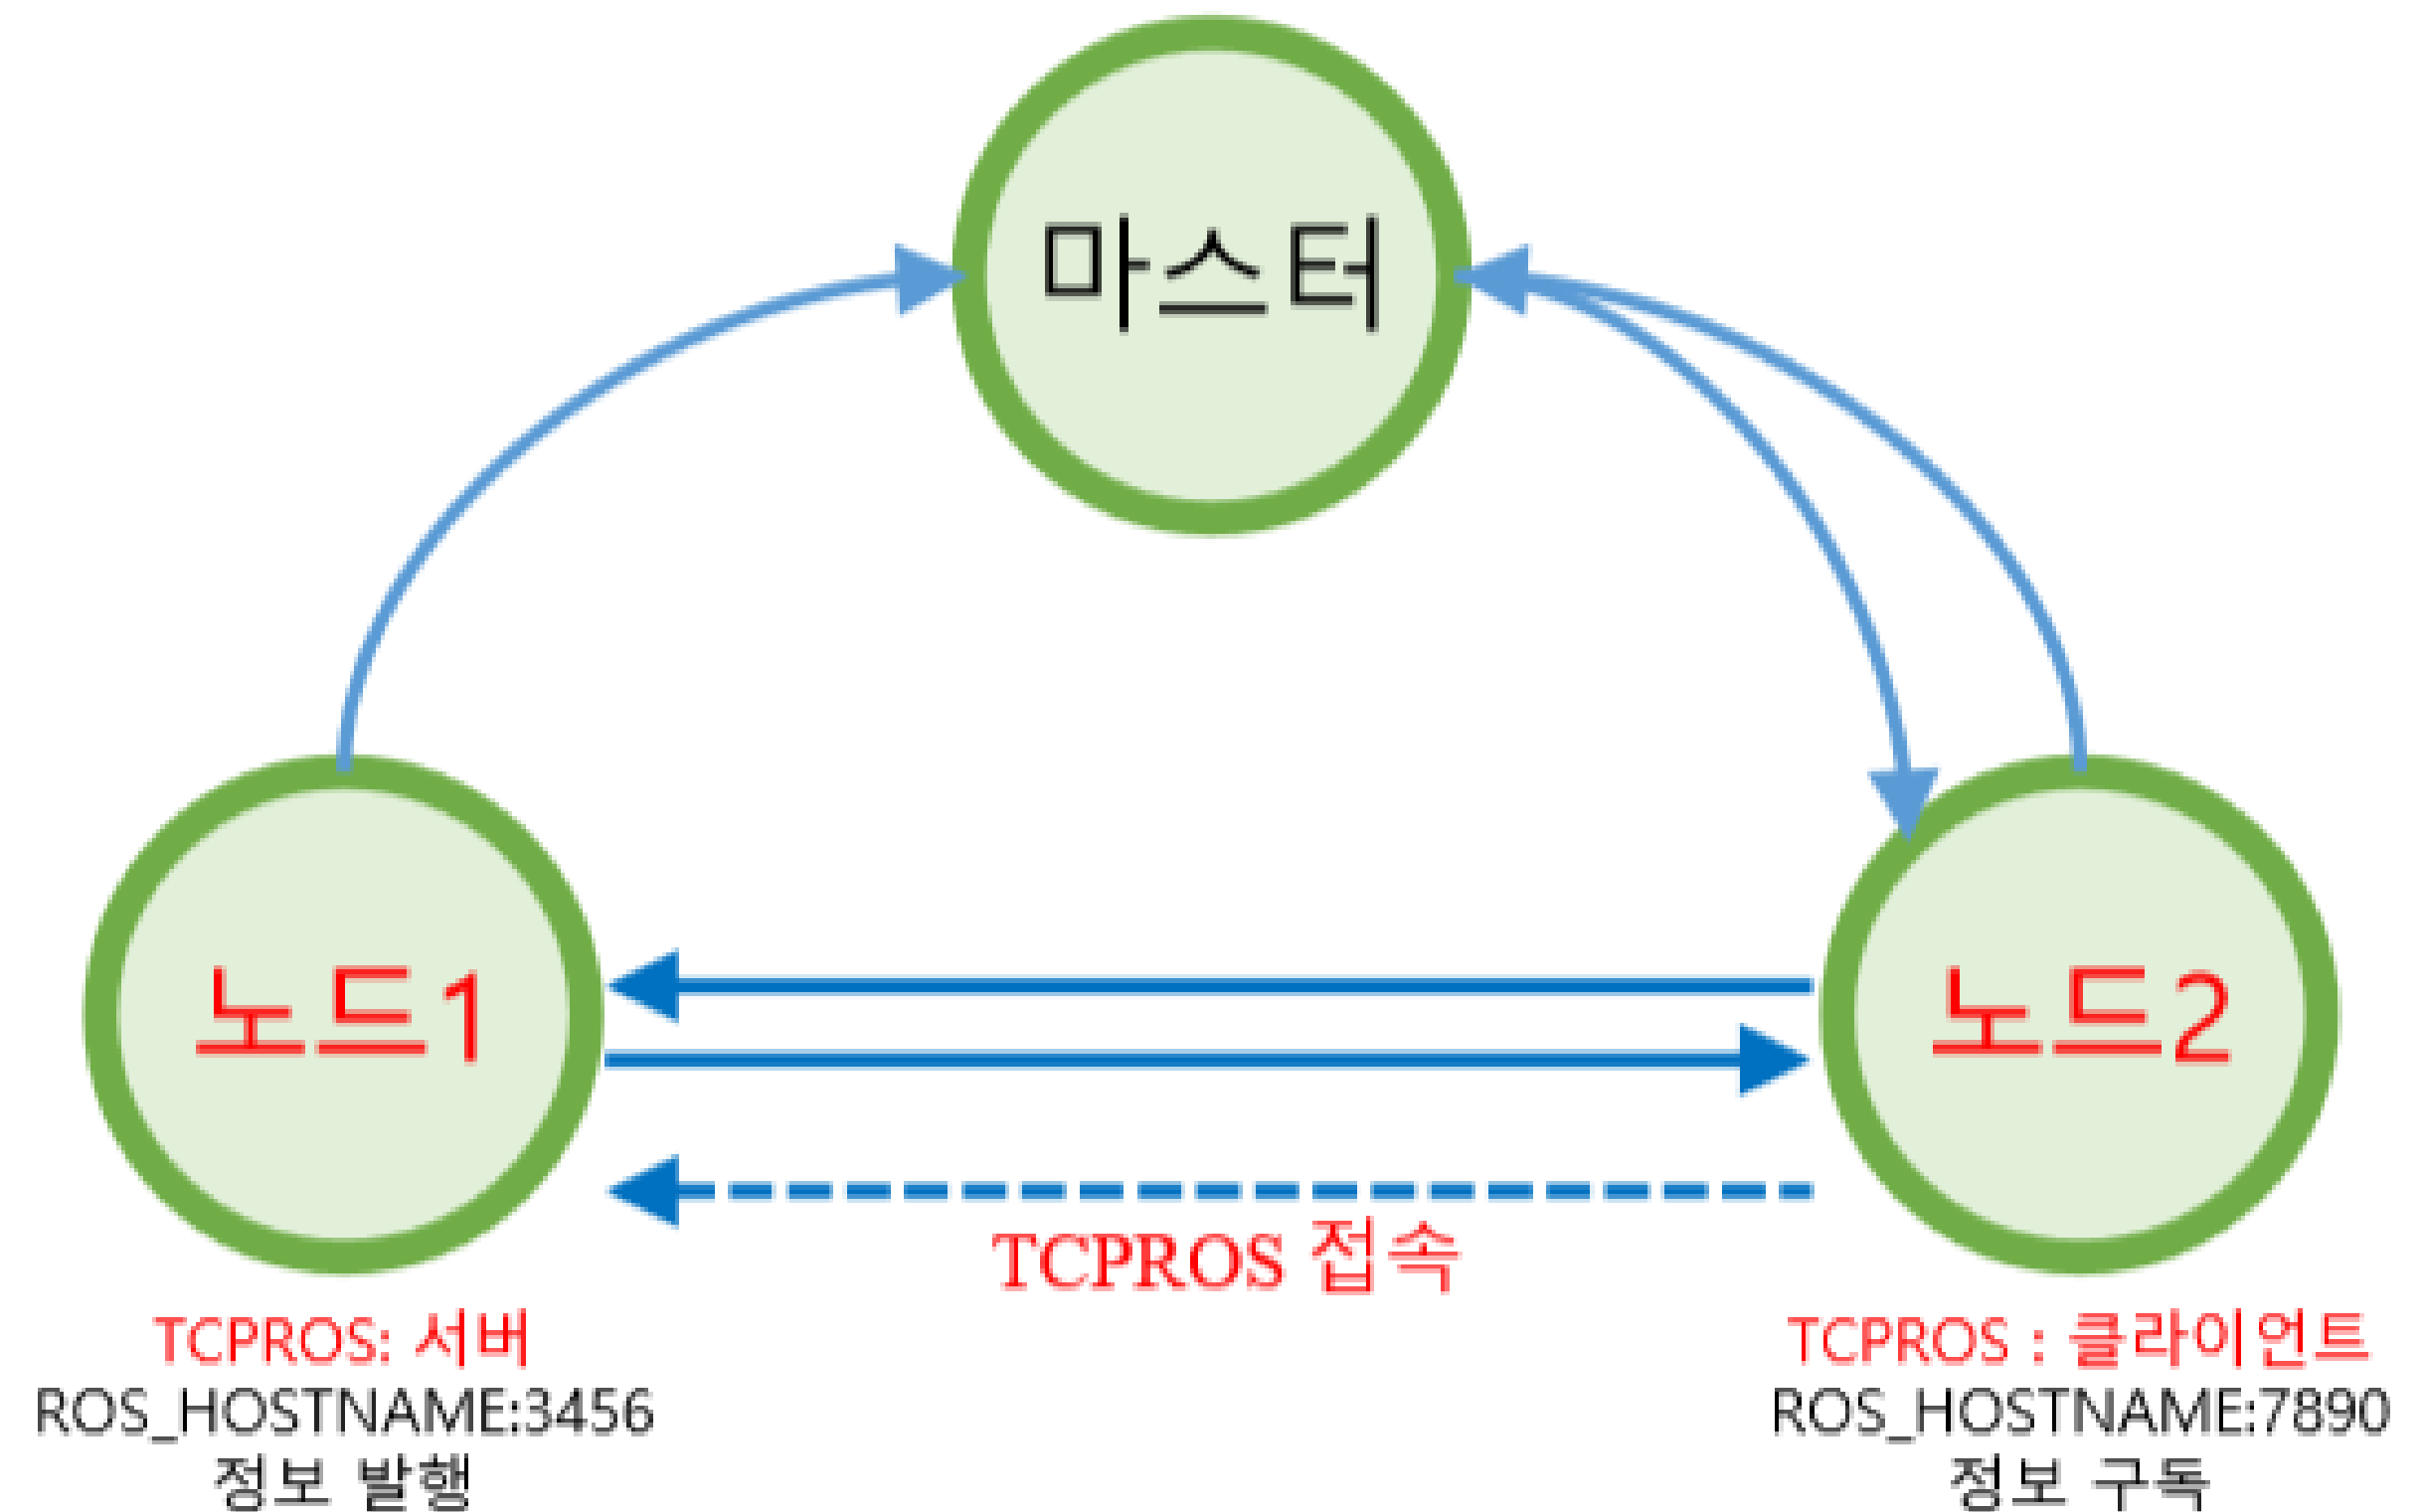 마스터
노드1
노드2
TCPROS 접속
TCPROS: 서버
ROS_HOSTNAME:3456
정보 발행
TCPROS : 클라이언트
ROS_HOSTNAME:7890
정보 구독